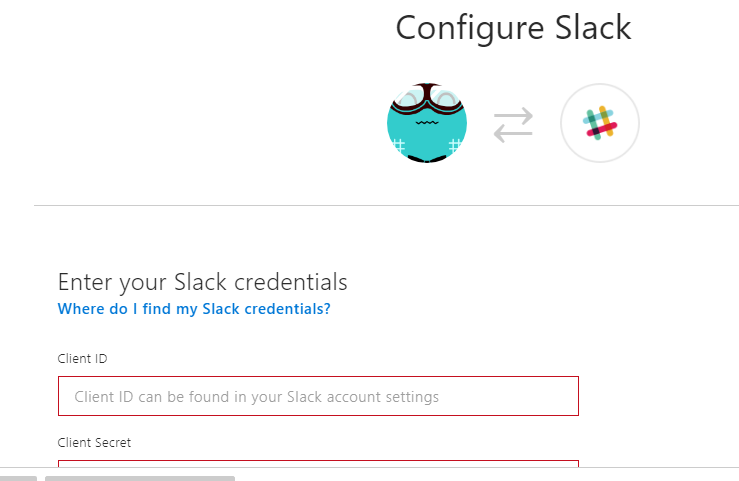 Configure Slack
Enter your Slack credentials
Where do I find my Slack credentials?
Client ID
Client ID can be found in your Slack account settings
Client Secret